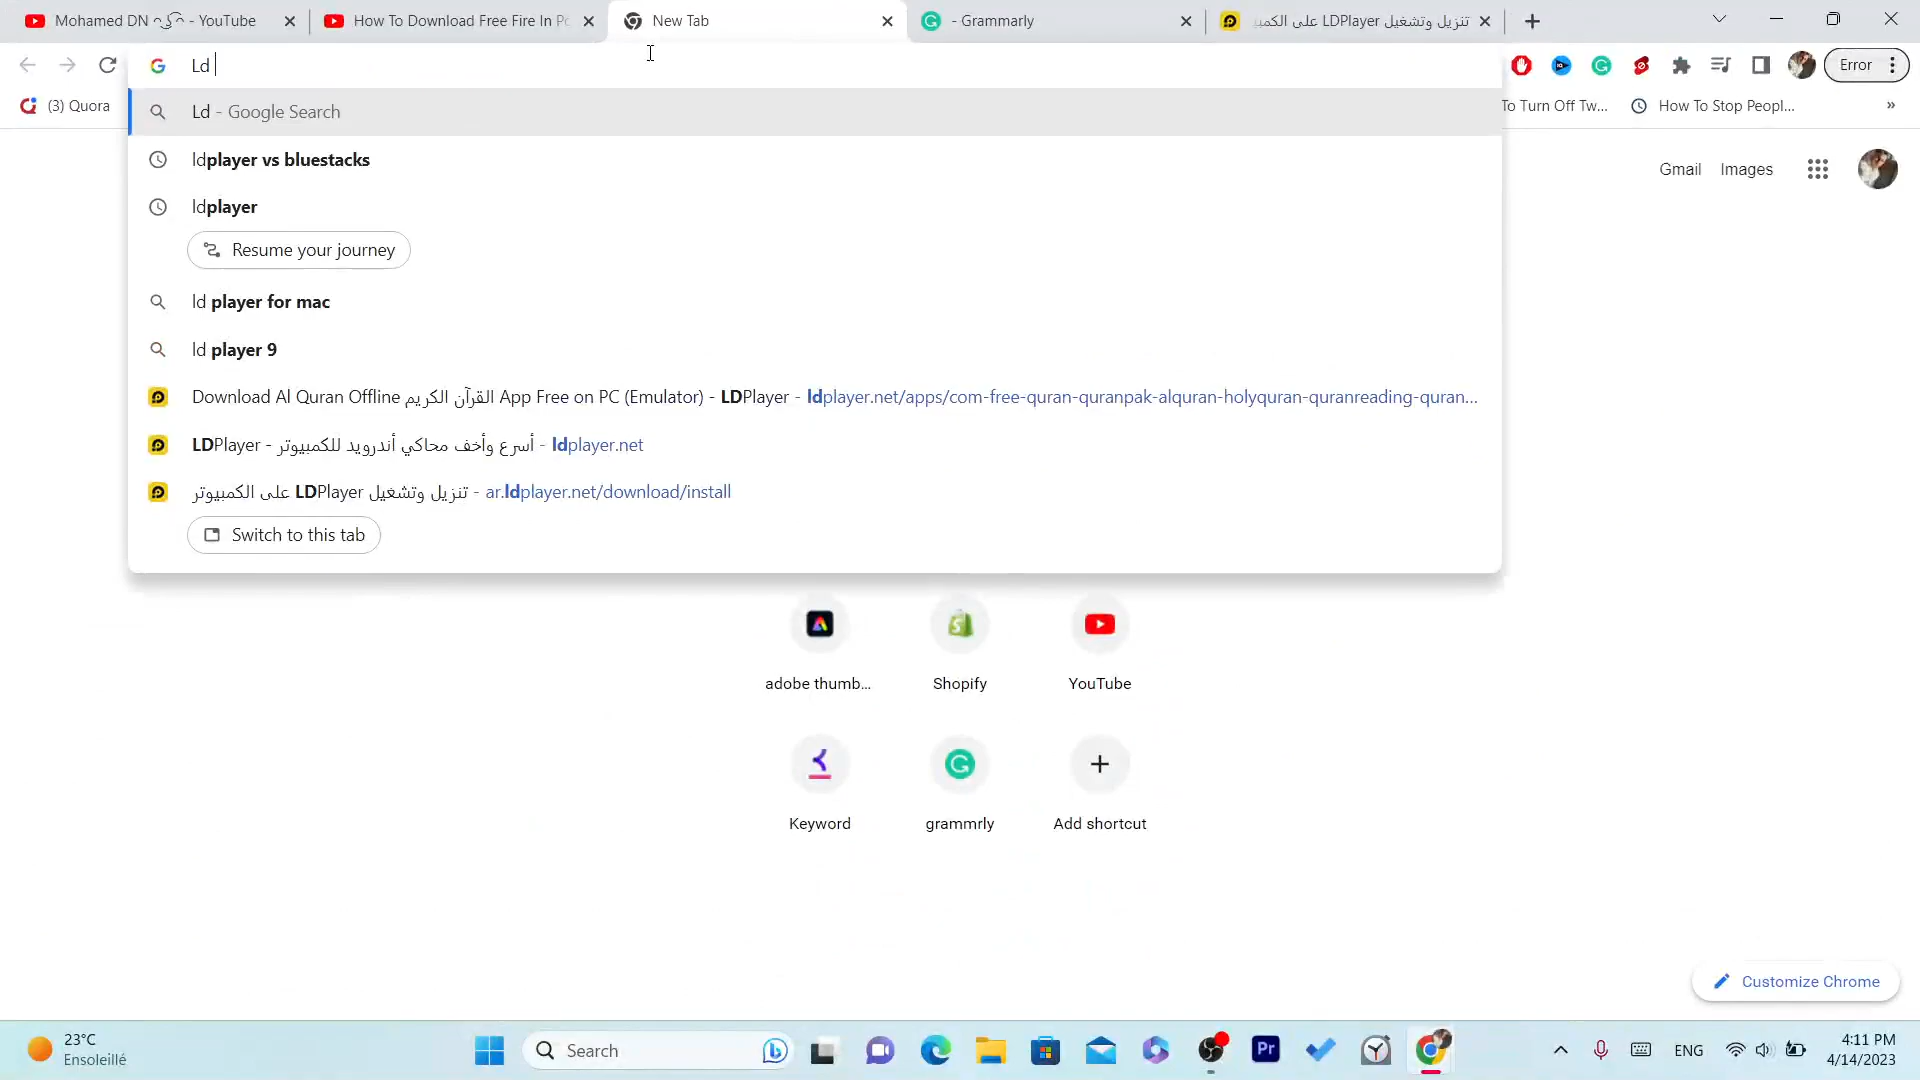 Mohamed DN ᴖ̮ ̮ᴖ - YouTube
How To Download Free Fire In Pc
New Tab
- Grammarly
تنزيل وتشغيل LDPlayer على الكمبي
Ld
Error
(3) Quora
To Turn Off Tw...
How To Stop Peopl...
»
Ld - Google Search
ldplayer vs bluestacks
ldplayer
Resume your journey
ld player for mac
ld player 9
Download Al Quran Offline القرآن الكريم App Free on PC (Emulator) - LDPlayer - ldplayer.net/apps/com-free-quran-quranpak-alquran-holyquran-quranreading-quran...
LDPlayer - أسرع وأخف محاكي أندرويد للكمبيوتر - ldplayer.net
تنزيل وتشغيل LDPlayer على الكمبيوتر - ar.ldplayer.net/download/install
Switch to this tab
Gmail Images
adobe thumb... Shopify YouTube
Keyword grammrly Add shortcut
Customize Chrome
23°C
Ensoleillé
Search
Pr
ENG
4:11 PM
4/14/2023